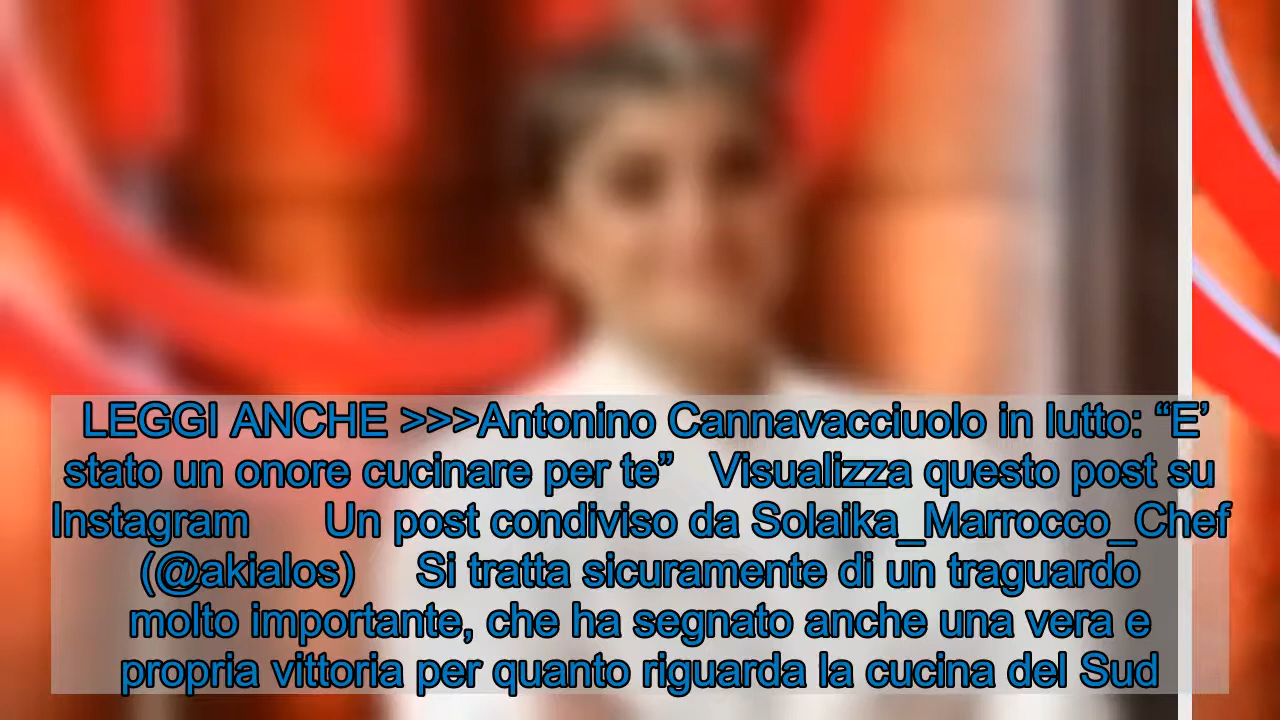 LEGGI ANCHE >>>Antonino Cannavacciuolo in lutto: “E’
stato un onore cucinare per te”   Visualizza questo post su
Instagram       Un post condiviso da Solaika_Marrocco_Chef
(@akialos)      Si tratta sicuramente di un traguardo
molto importante, che ha segnato anche una vera e
propria vittoria per quanto riguarda la cucina del Sud